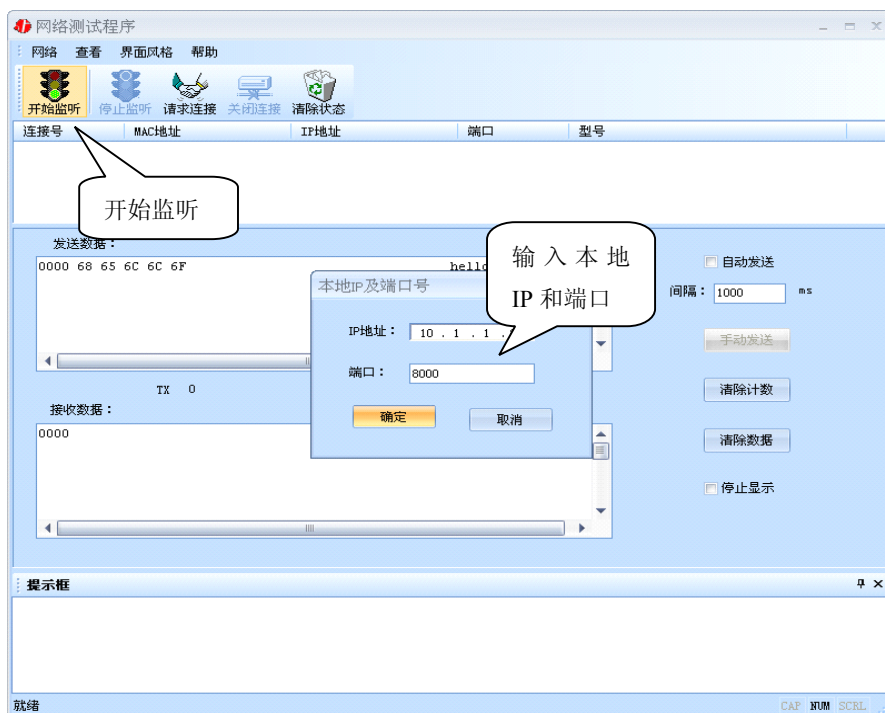 网络测试程序
网络 查看 界面风格 帮助
开始监听 停止监听 请求连接 关闭连接 清除状态
连接号 MAC地址 IP地址 端口 型号
开始监听
发送数据：
0000 68 65 6C 6C 6F hello
输入本地
IP 和端口
自动发送
间隔： 1000 ms
本地IP及端口号
IP地址： 10 . 1 . 1 .
手动发送
端口： 8000
TX 0
清除计数
确定 取消
接收数据：
0000
清除数据
停止显示
提示框
就绪 CAP NUM SCRL